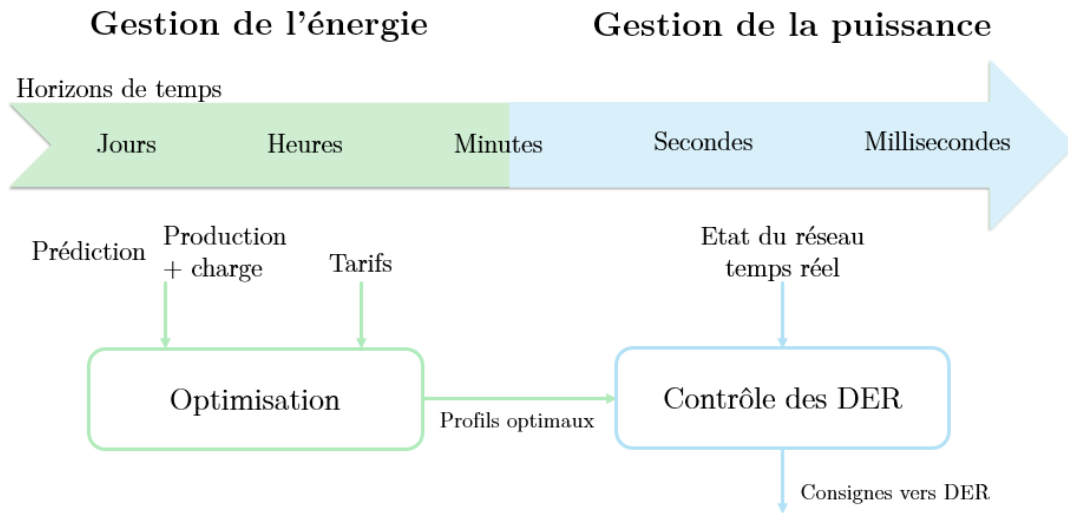 Gestion de l'énergie
Gestion de la puissance
Horizons de temps
Jours
Heures
Minutes
Secondes
Millisecondes
Prédiction
Production
+ charge
Tarifs
Etat du réseau
temps réel
Optimisation
Profils optimaux
Contrôle des DER
Consignes vers DER